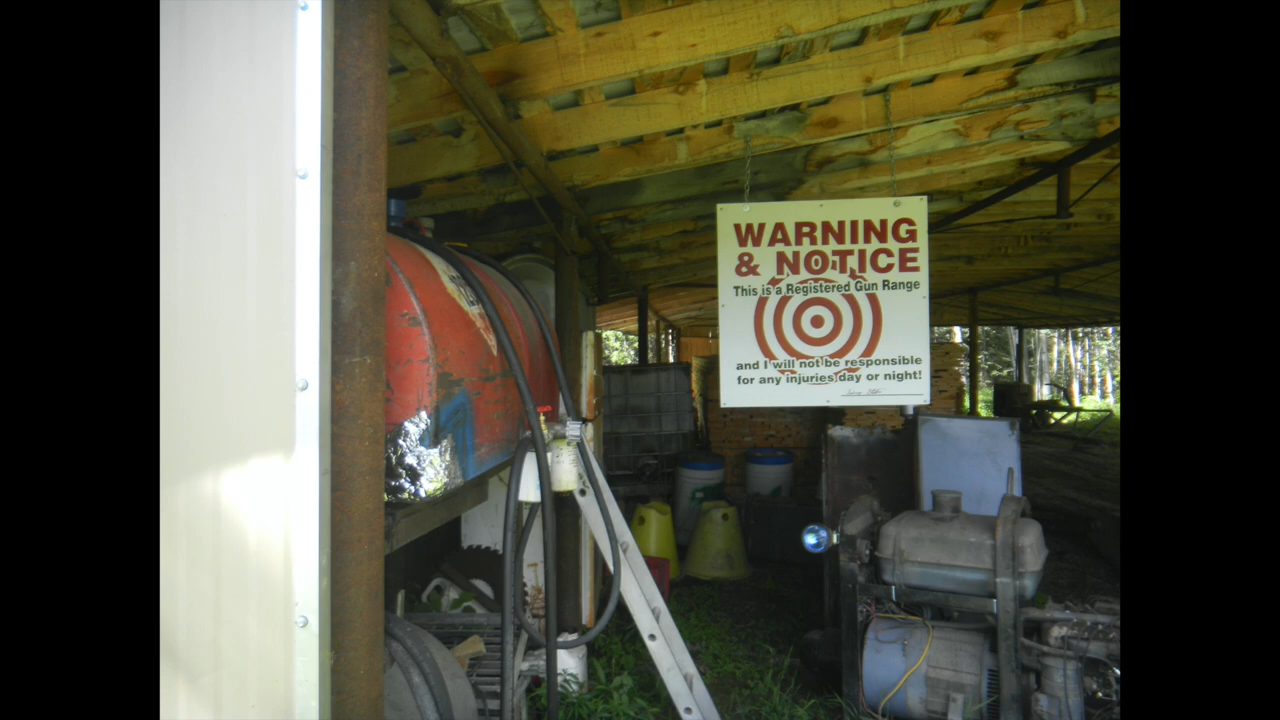 WARNING
& NOTICE
This is a Registered Gun Range
and I will not be responsible
for any injuries day or night!